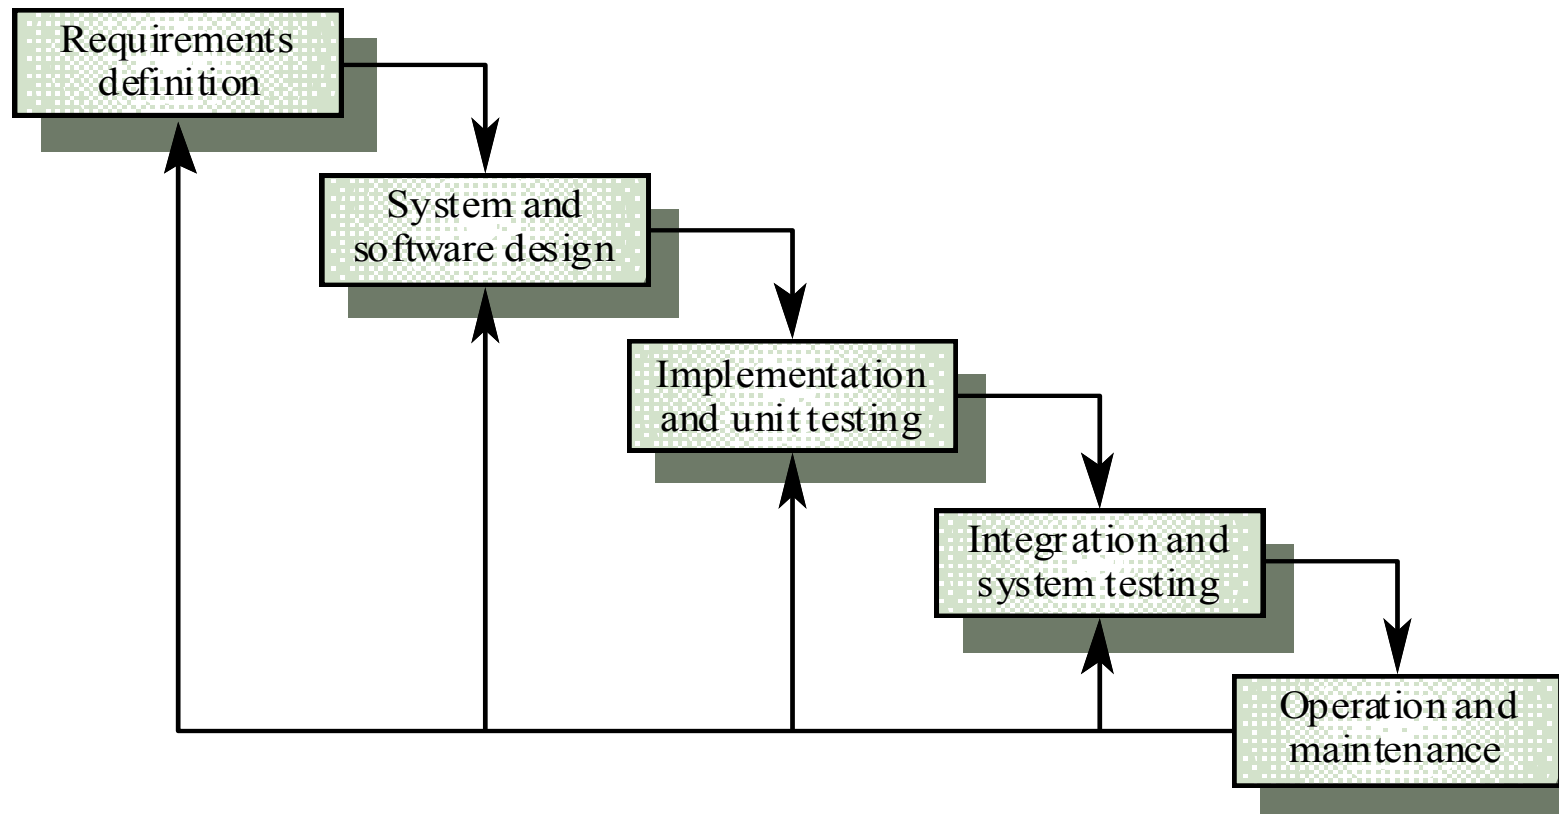 Requirements
definition
System and
software design
Implementation
and unit testing
Integration and
system testing
Operation and
maintenance